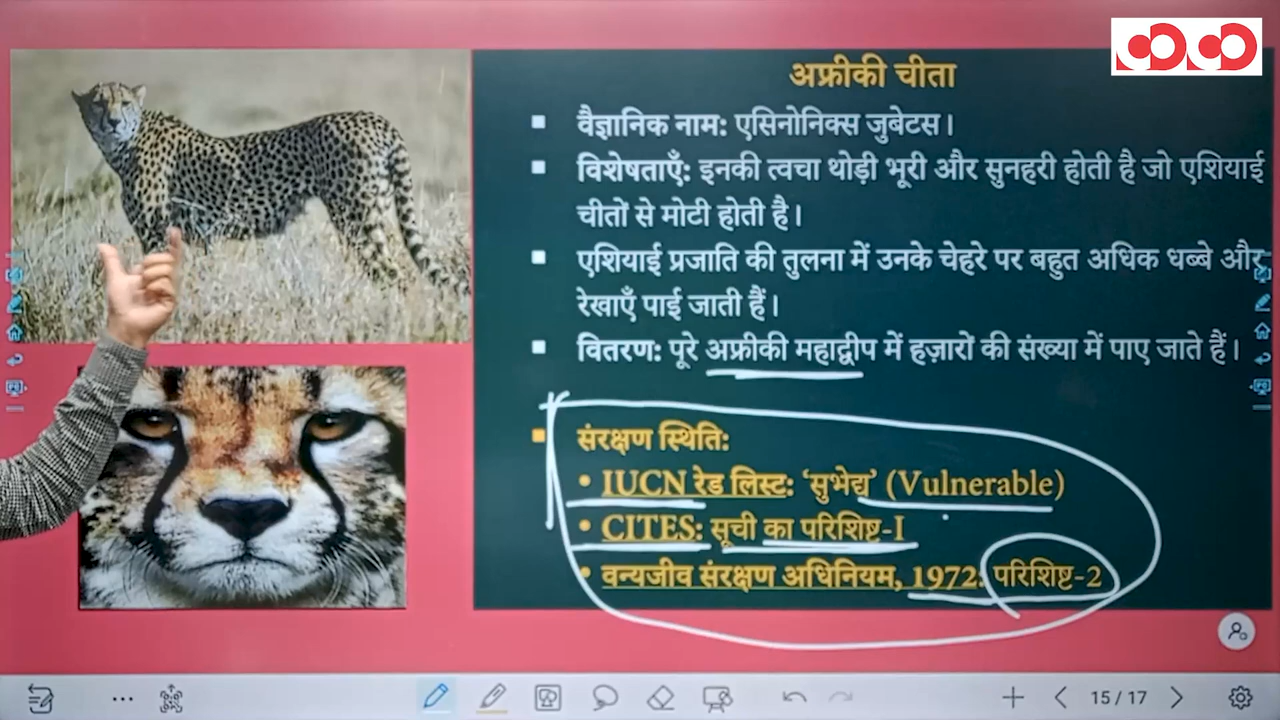 अफ्रीकी चीता
वैज्ञानिक नाम: एसिनोनिक्स जुबेटस।
विशेषताएँ: इनकी त्वचा थोड़ी भूरी और सुनहरी होती है जो एशियाई
चीतों से मोटी होती है।
एशियाई प्रजाति की तुलना में उनके चेहरे पर बहुत अधिक धब्बे और
रेखाएँ पाई जाती हैं।
वितरण: पूरे अफ्रीकी महाद्वीप में हज़ारों की संख्या में पाए जाते हैं।
संरक्षण स्थिति:
• IUCN रेड लिस्ट: ‘सुभेद्य’ (Vulnerable)
• CITES: सूची का परिशिष्ट-I
• वन्यजीव संरक्षण अधिनियम, 1972: परिशिष्ट-2
15 / 17